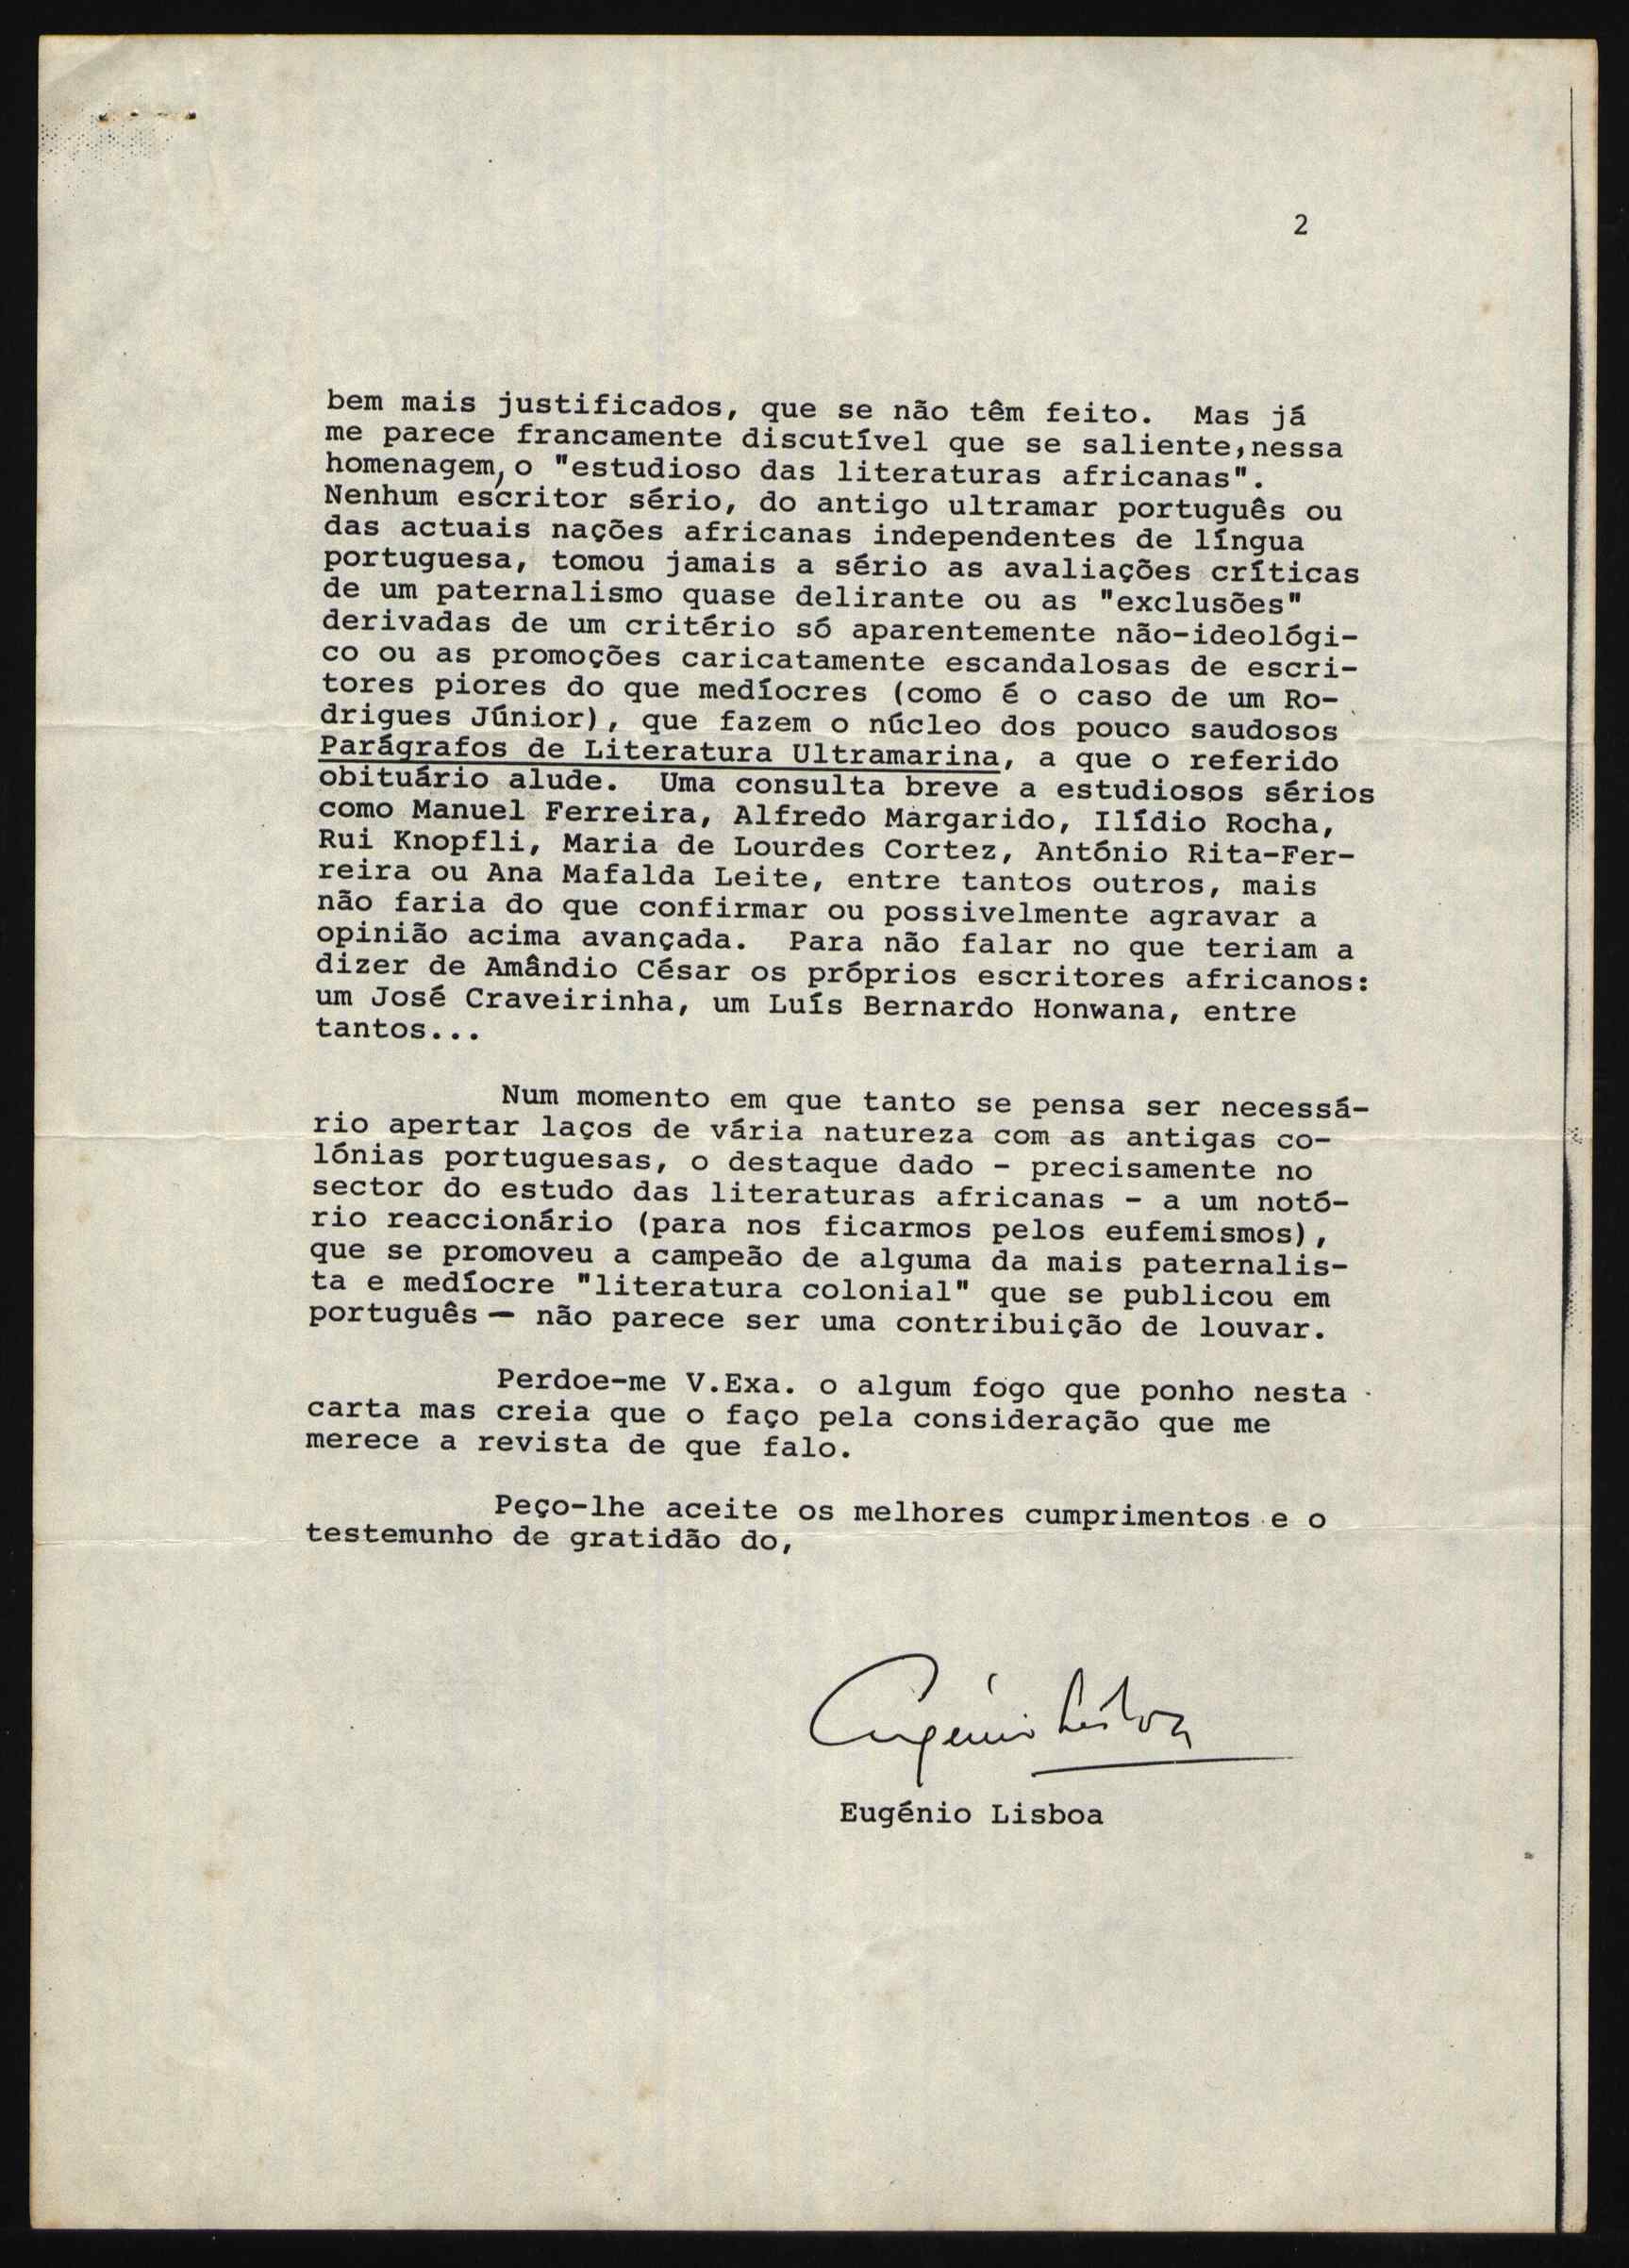 2
bem mais justificados, que se não têm feito. Mas já
me parece francamente discutível que se saliente, nessa
homenagem, o "estudioso das literaturas africanas".
Nenhum escritor sério, do antigo ultramar português ou
das actuais nações africanas independentes de língua
portuguesa, tomou jamais a sério as avaliações críticas
de um paternalismo quase delirante ou as "exclusões"
derivadas de um critério só aparentemente não-ideológi-
co ou as promoções caricatamente escandalosas de escri-
tores piores do que medíocres (como é o caso de um Ro-
drigues Júnior), que fazem o núcleo dos pouco saudosos
Parágrafos de Literatura Ultramarina, a que o referido
obituário alude. Uma consulta breve a estudiosos sérios
como Manuel Ferreira, Alfredo Margarido, Ilídio Rocha,
Rui Knopfli, Maria de Lourdes Cortez, António Rita-Fer-
reira ou Ana Mafalda Leite, entre tantos outros, mais
não faria do que confirmar ou possivelmente agravar a
opinião acima avançada. Para não falar no que teriam a
dizer de Amândio César os próprios escritores africanos:
um José Craveirinha, um Luís Bernardo Honwana, entre
tantos...
Num momento em que tanto se pensa ser necessá-
rio apertar laços de vária natureza com as antigas co-
lónias portuguesas, o destaque dado - precisamente no
sector do estudo das literaturas africanas - a um notó-
rio reaccionário (para nos ficarmos pelos eufemismos),
que se promoveu a campeão de alguma da mais paternalis-
ta e medíocre "literatura colonial" que se publicou em
português — não parece ser uma contribuição de louvar.
Perdoe-me V.Exa. o algum fogo que ponho nesta
carta mas creia que o faço pela consideração que me
merece a revista de que falo.
Peço-lhe aceite os melhores cumprimentos e o
testemunho de gratidão do,
Eugénio Lisboa
Eugénio Lisboa